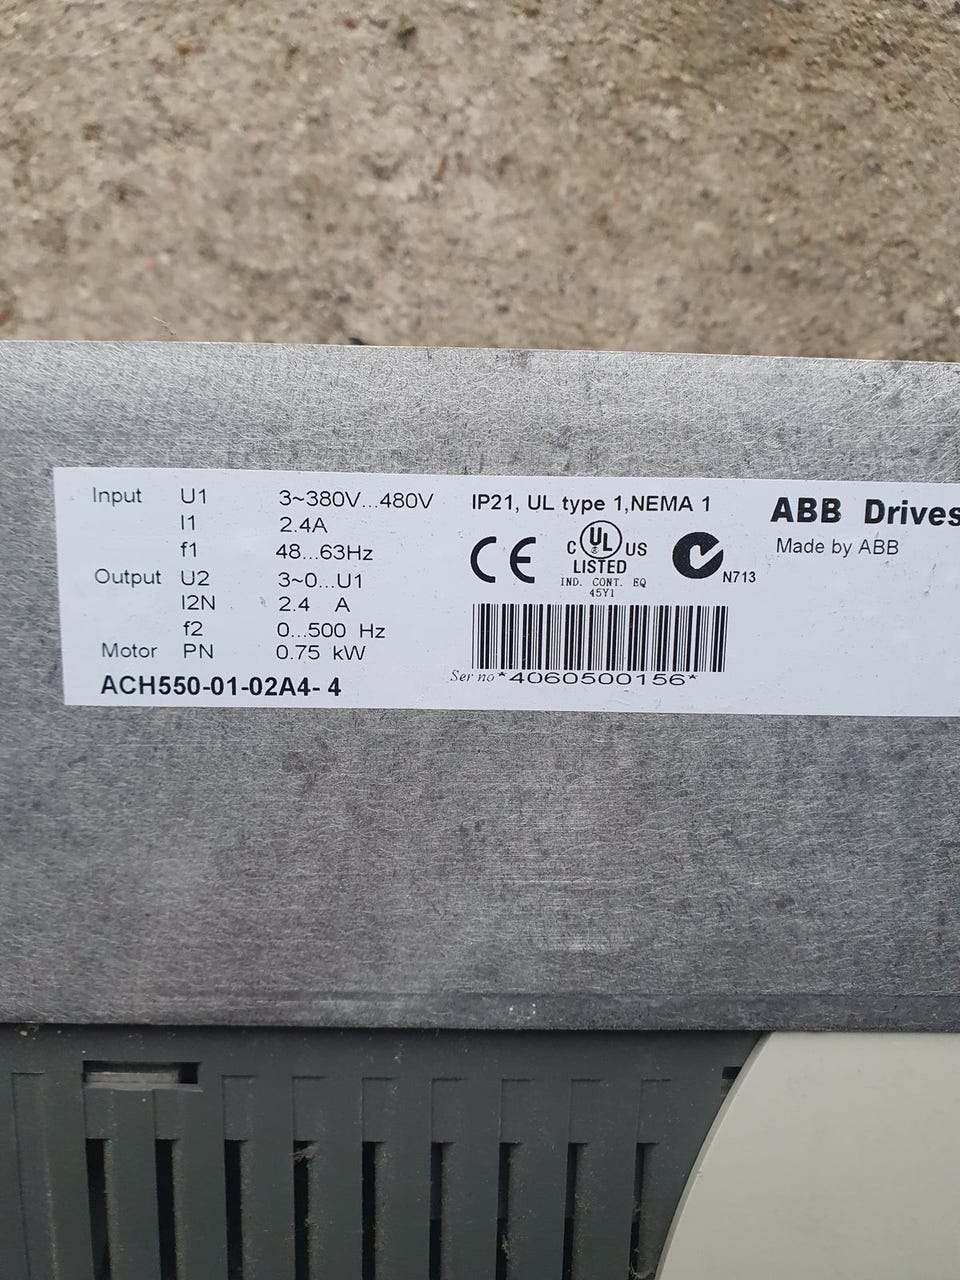 Input U1 3~380V...480V
I1 2.4A
f1 48...63Hz
Output U2 3~0...U1
I2N 2.4 A
f2 0...500 Hz
Motor PN 0.75 kW
ACH550-01-02A4- 4
IP21, UL type 1,NEMA 1
CE
C UL US
LISTED
IND. CONT. EQ
45Y1
N713
Ser no *4060500156*
ABB Drives
Made by ABB